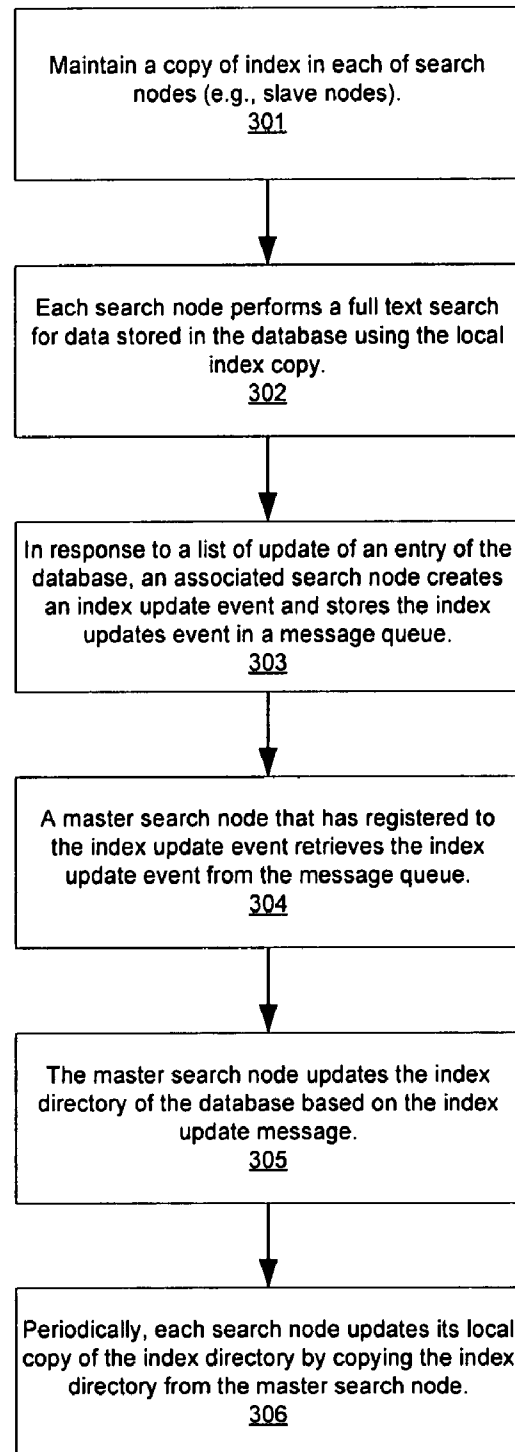 Maintain a copy of index in each of search
nodes (e.g., slave nodes).
301
Each search node performs a full text search
for data stored in the database using the local
index copy.
302
In response to a list of update of an entry of the
database, an associated search node creates
an index update event and stores the index
updates event in a message queue.
303
A master search node that has registered to
the index update event retrieves the index
update event from the message queue.
304
The master search node updates the index
directory of the database based on the index
update message.
305
Periodically, each search node updates its local
copy of the index directory by copying the index
directory from the master search node.
306